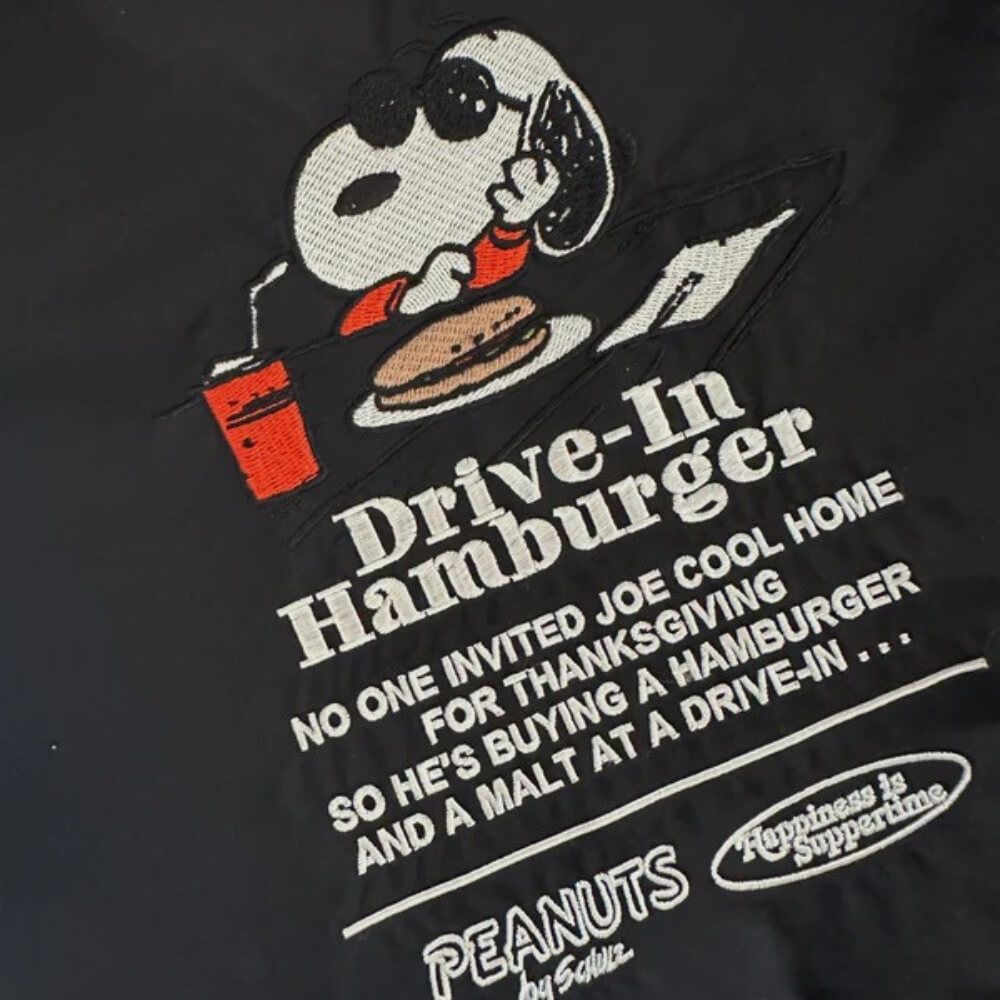 Drive-In
Hamburger
NO ONE INVITED JOE COOL HOME
FOR THANKSGIVING
SO HE'S BUYING A HAMBURGER
AND A MALT AT A DRIVE-IN . . .
Happiness is
Suppertime
PEANUTS
by Schulz